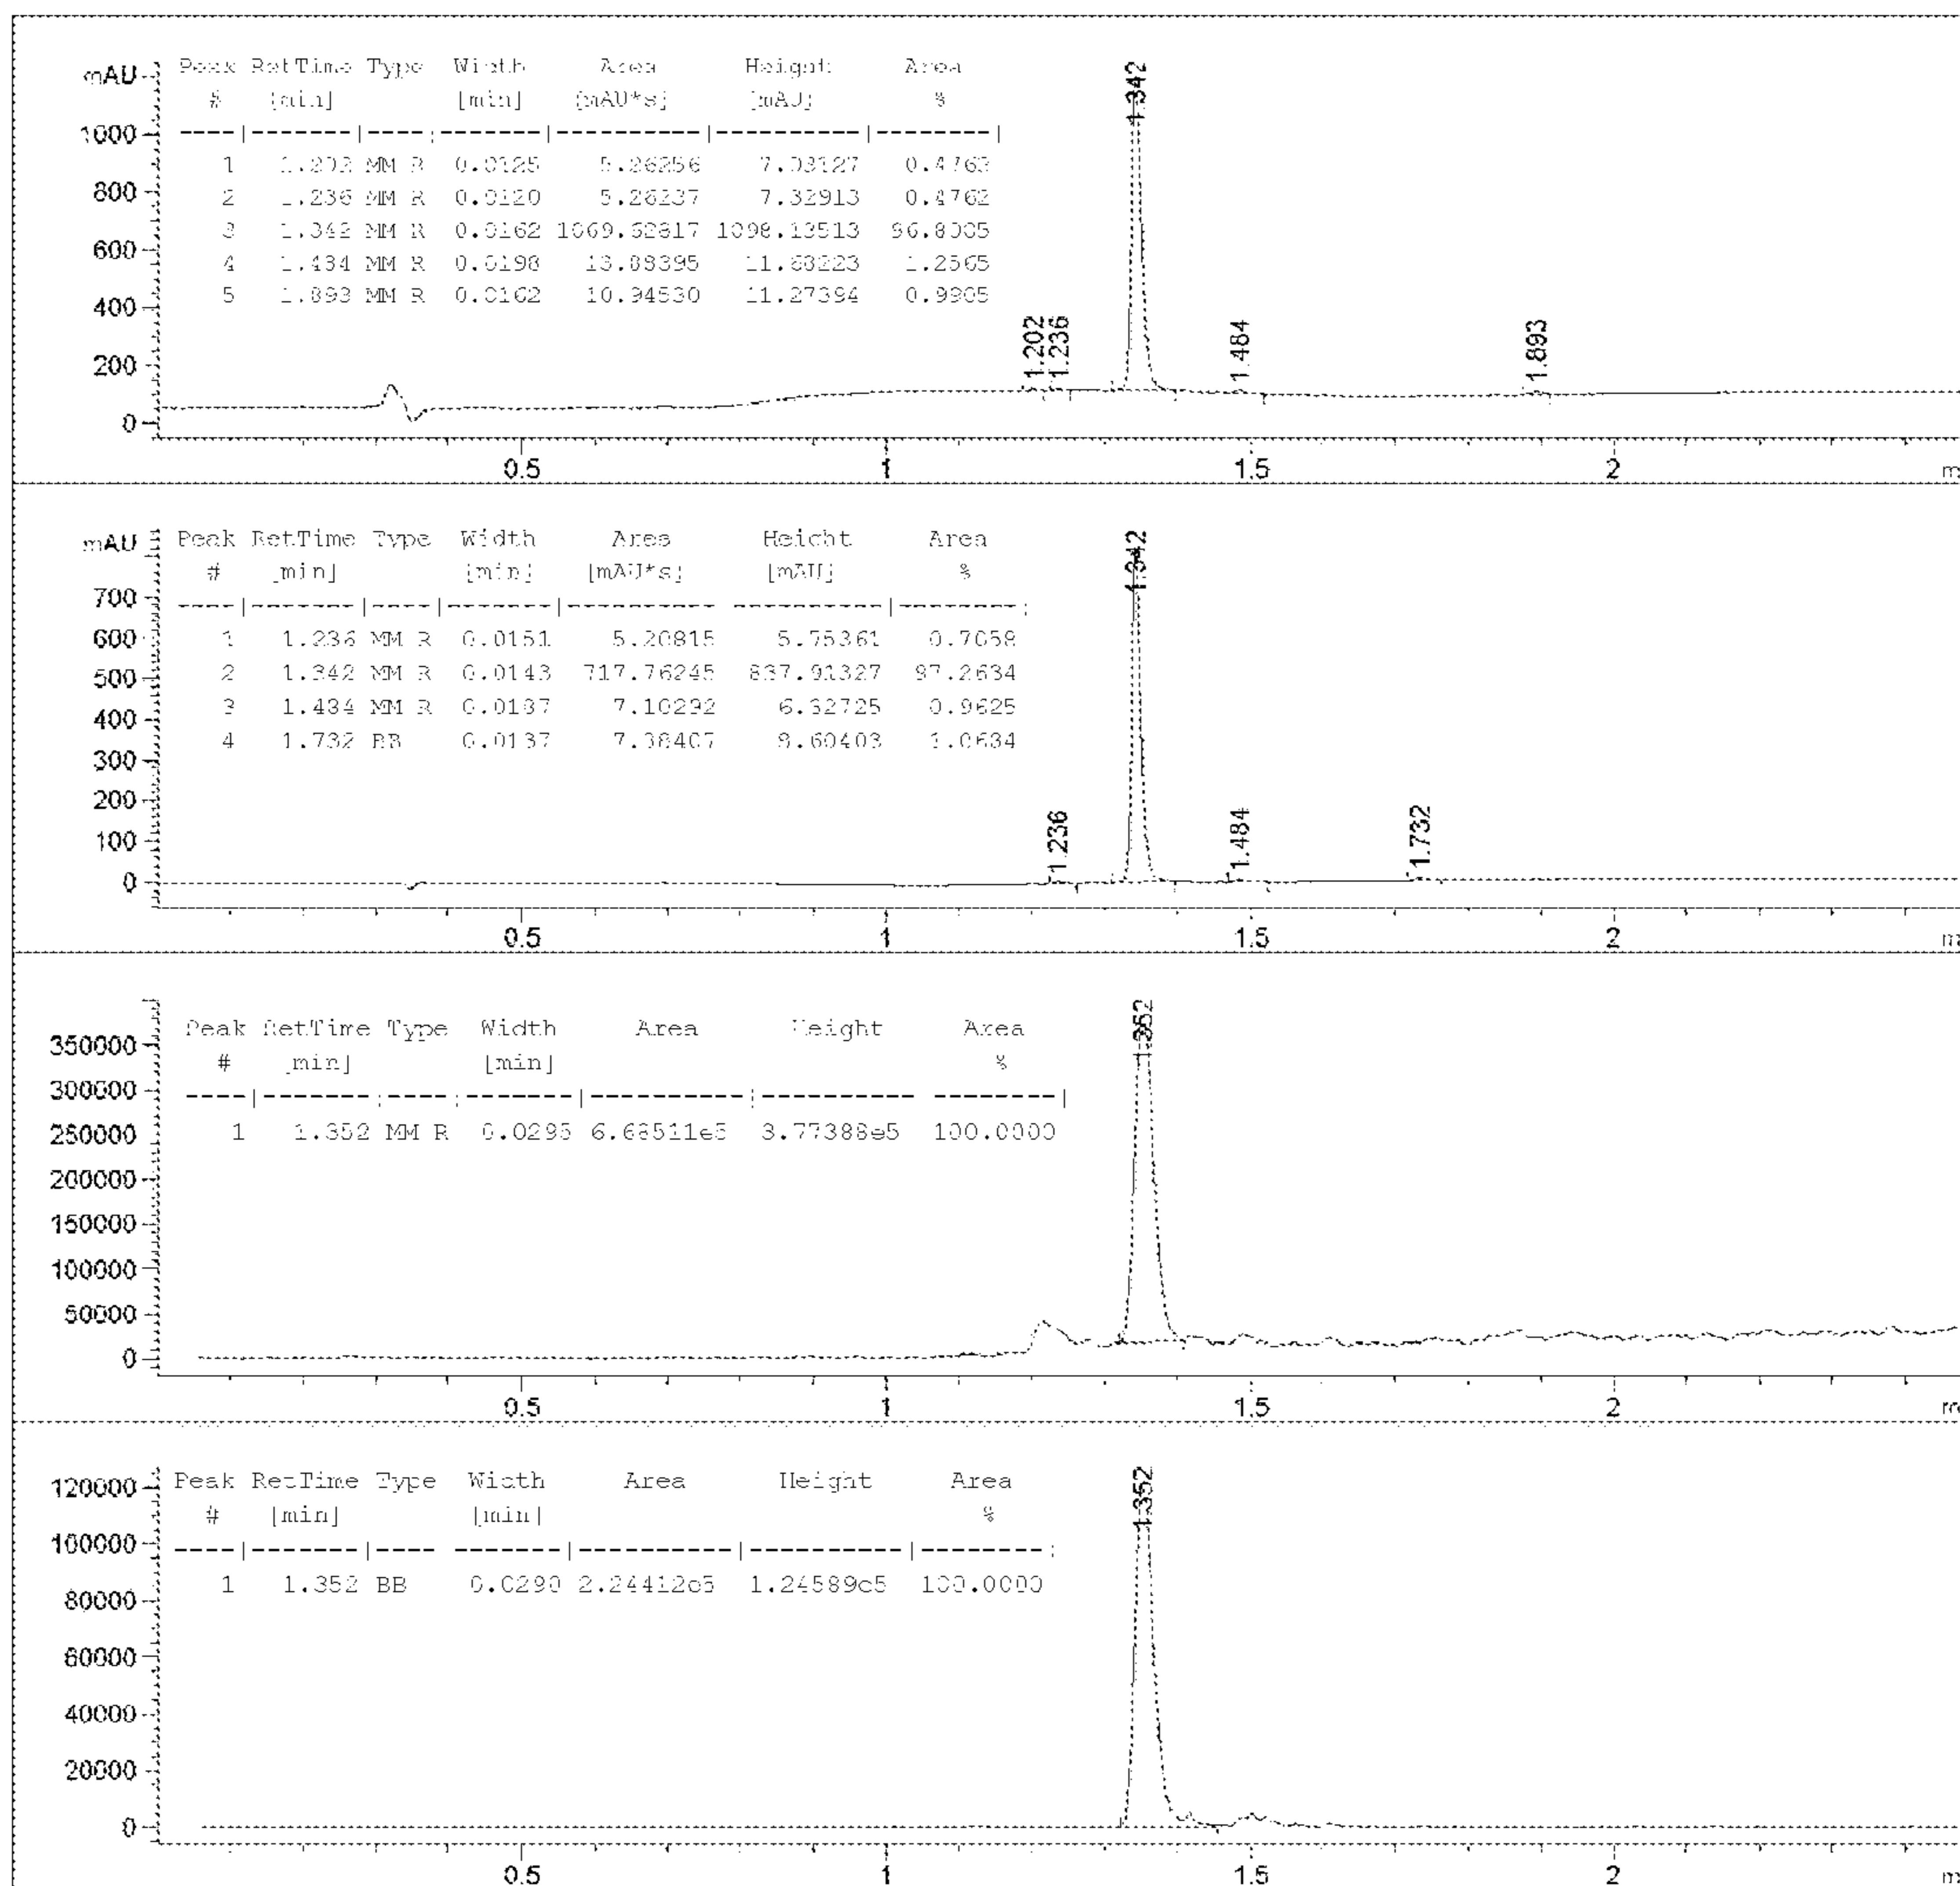 mAU
Peak RetTime Type Width Area Height Area
# [min] [min] [mAU*s] [mAU] %
1 1.202 MM R 0.0125 5.26256 0.4763
2 1.236 MM R 0.0120 5.26237 7.32913 0.4762
3 1.342 MM R 0.0162 1069.62817 1098.13513 96.8005
4 1.484 MM R 0.0198 13.88395 11.68223 1.2565
5 1.893 MM R 0.0162 10.94530 11.27394 0.9905
1000
800
600
400
200
0
1.202
1.236
1.342
1.484
1.893
0.5 1 1.5 2 m
mAU
Peak RetTime Type Width Area Height Area
# [min] [min] [mAU*s] [mAU] %
1 1.236 MM R 0.0151 5.20815 5.75361 0.7058
2 1.342 MM R 0.0143 717.76245 837.91327 97.2634
3 1.484 MM R 0.0187 7.10292 6.32725 0.9625
4 1.732 BB 0.0137 1.0634
700
600
500
400
300
200
100
0
1.236
1.342
1.484
1.732
0.5 1 1.5 2 m
Peak RetTime Type Width Area Height Area
# [min] [min] %
1 1.352 MM R 0.0295 6.68511e5 3.77388e5 100.0000
350000
300000
250000
200000
150000
100000
50000
0
1.352
0.5 1 1.5 2 m
Peak RetTime Type Width Area Height Area
# [min] [min] %
1 1.352 BB 0.0290 2.24412e5 1.24589e5 100.0000
120000
100000
80000
60000
40000
20000
0
1.352
0.5 1 1.5 2 m